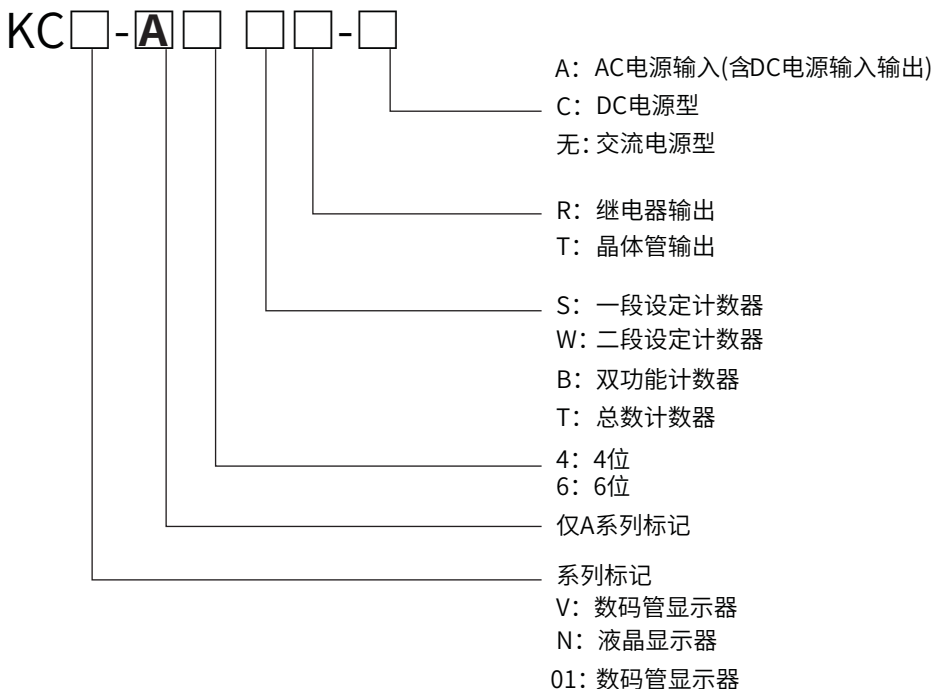 KC□-A□ □□-□
A：AC电源输入(含DC电源输入输出)
C：DC电源型
无：交流电源型
R：继电器输出
T：晶体管输出
S：一段设定计数器
W：二段设定计数器
B：双功能计数器
T：总数计数器
4：4位
6：6位
仅A系列标记
系列标记
V：数码管显示器
N：液晶显示器
01：数码管显示器